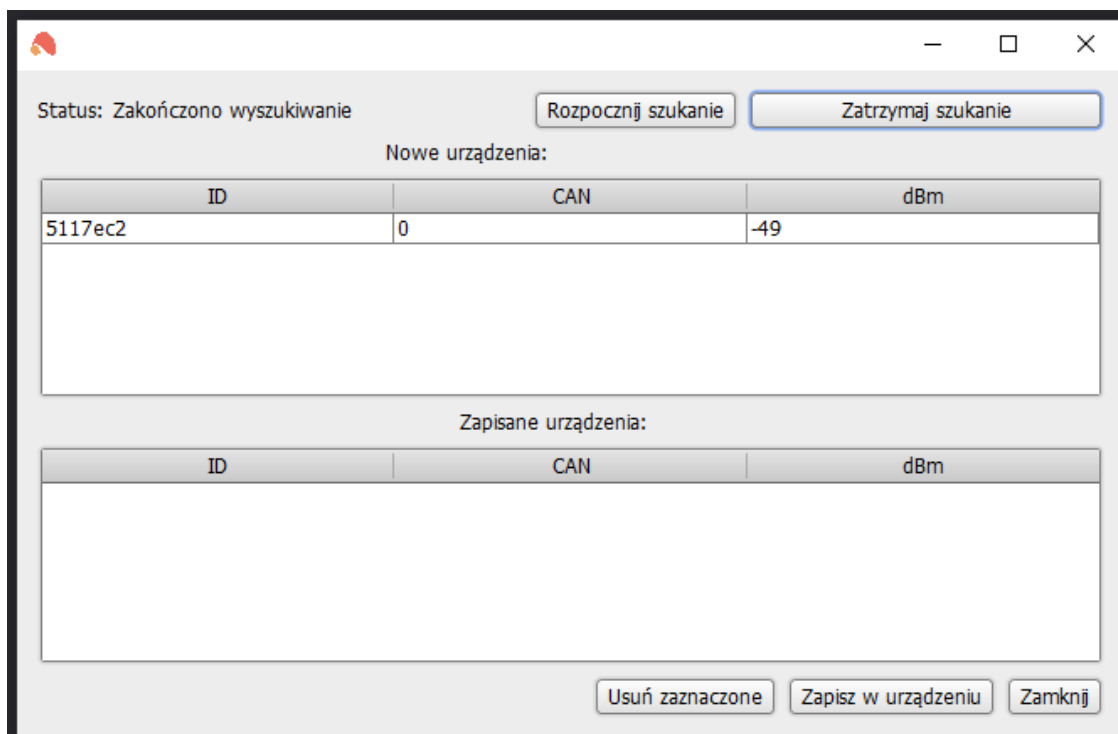 Status: Zakończono wyszukiwanie Rozpocznij szukanie Zatrzymaj szukanie
Nowe urządzenia:
ID CAN dBm
5117ec2 0 -49
Zapisane urządzenia:
ID CAN dBm
Usuń zaznaczone Zapisz w urządzeniu Zamknij